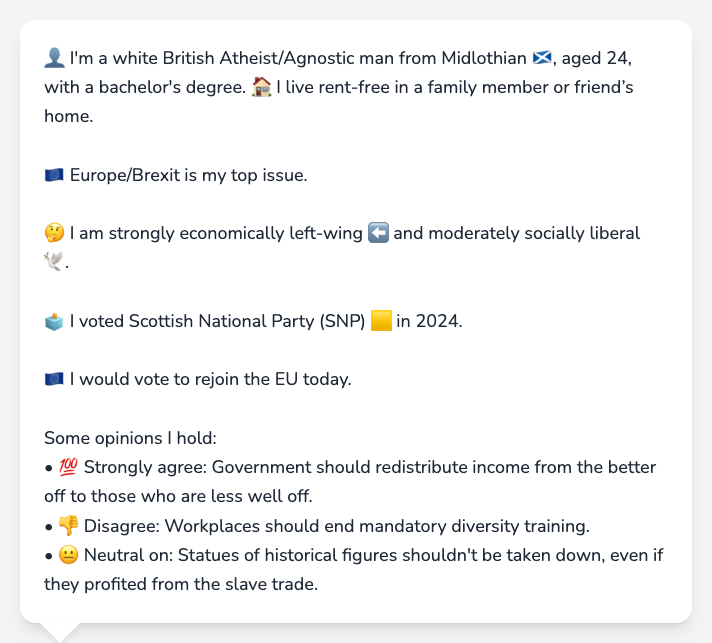 👤 I'm a white British Atheist/Agnostic man from Midlothian 🏴󠁧󠁢󠁳󠁣󠁴󠁿, aged 24,
with a bachelor's degree. 🏠 I live rent-free in a family member or friend’s
home.
🇪🇺 Europe/Brexit is my top issue.
🤔 I am strongly economically left-wing ⬅️ and moderately socially liberal
🕊️.
🗳️ I voted Scottish National Party (SNP) 🟨 in 2024.
🇪🇺 I would vote to rejoin the EU today.
Some opinions I hold:
• 💯 Strongly agree: Government should redistribute income from the better
off to those who are less well off.
• 👎 Disagree: Workplaces should end mandatory diversity training.
• 😐 Neutral on: Statues of historical figures shouldn't be taken down, even if
they profited from the slave trade.